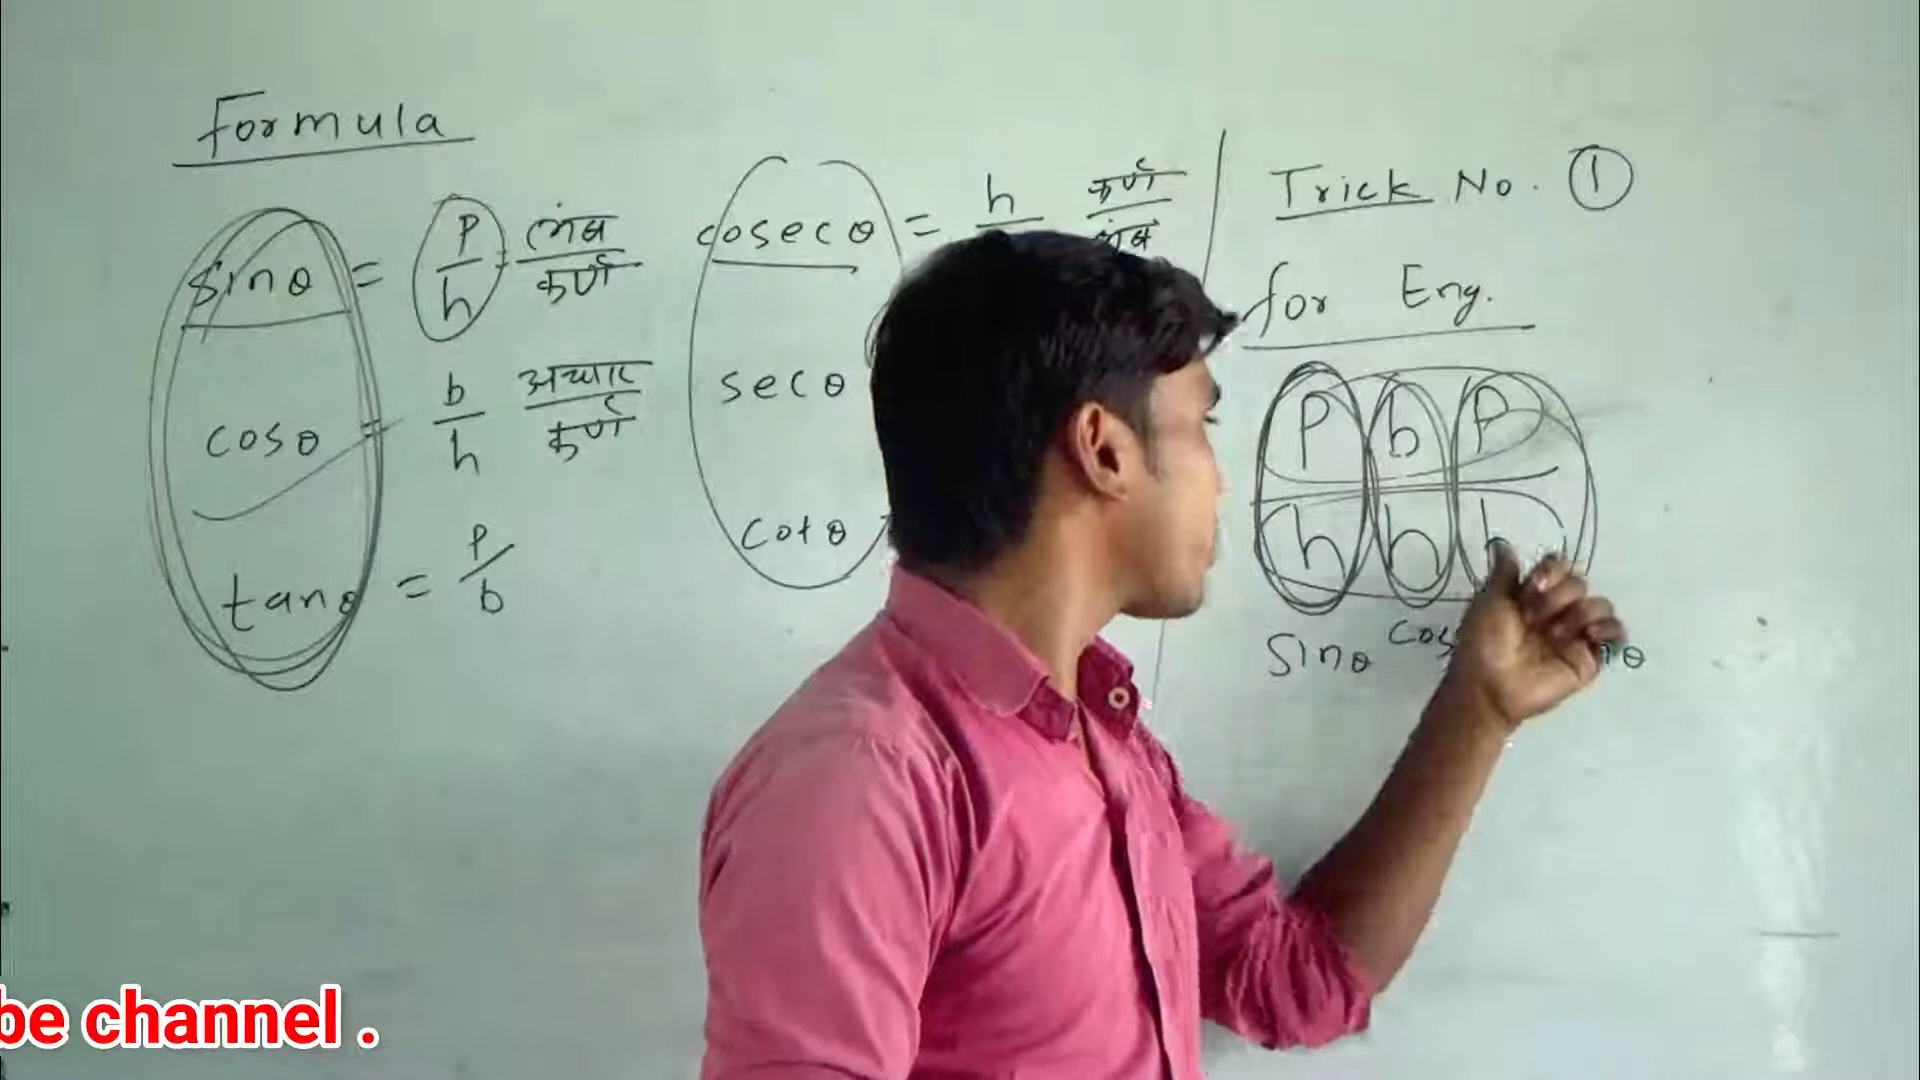 Formula
sinθ = p/h = लंब/कर्ण
cosθ = b/h आधार/कर्ण
tanθ = p/b
cosecθ = h कर्ण/लंब
secθ
cotθ
Trick No. 1
for Eng.
P b P
h h b
Sinθ Cos θ
be channel .